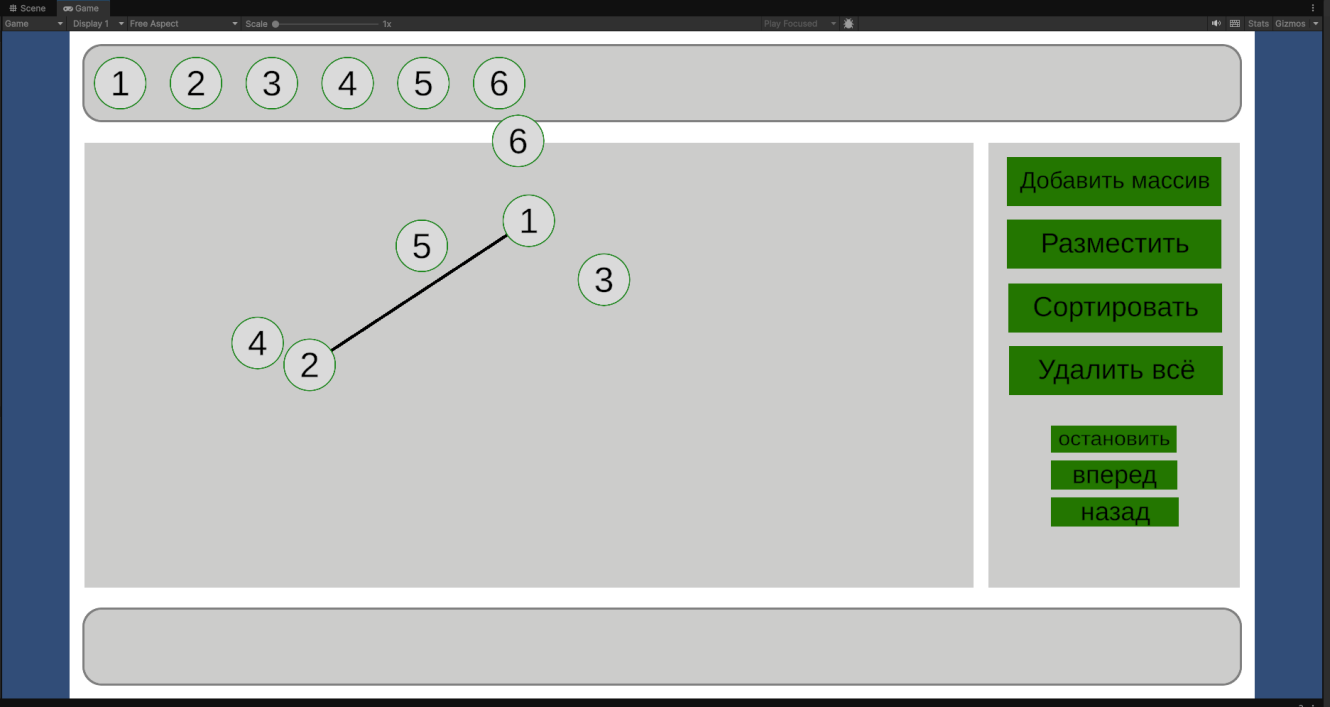 Scene Game
Game Display 1 Free Aspect Scale 1x Play Focused Stats Gizmos
1 2 3 4 5 6
6
1
5
3
4
2
Добавить массив
Разместить
Сортировать
Удалить всё
остановить
вперед
назад